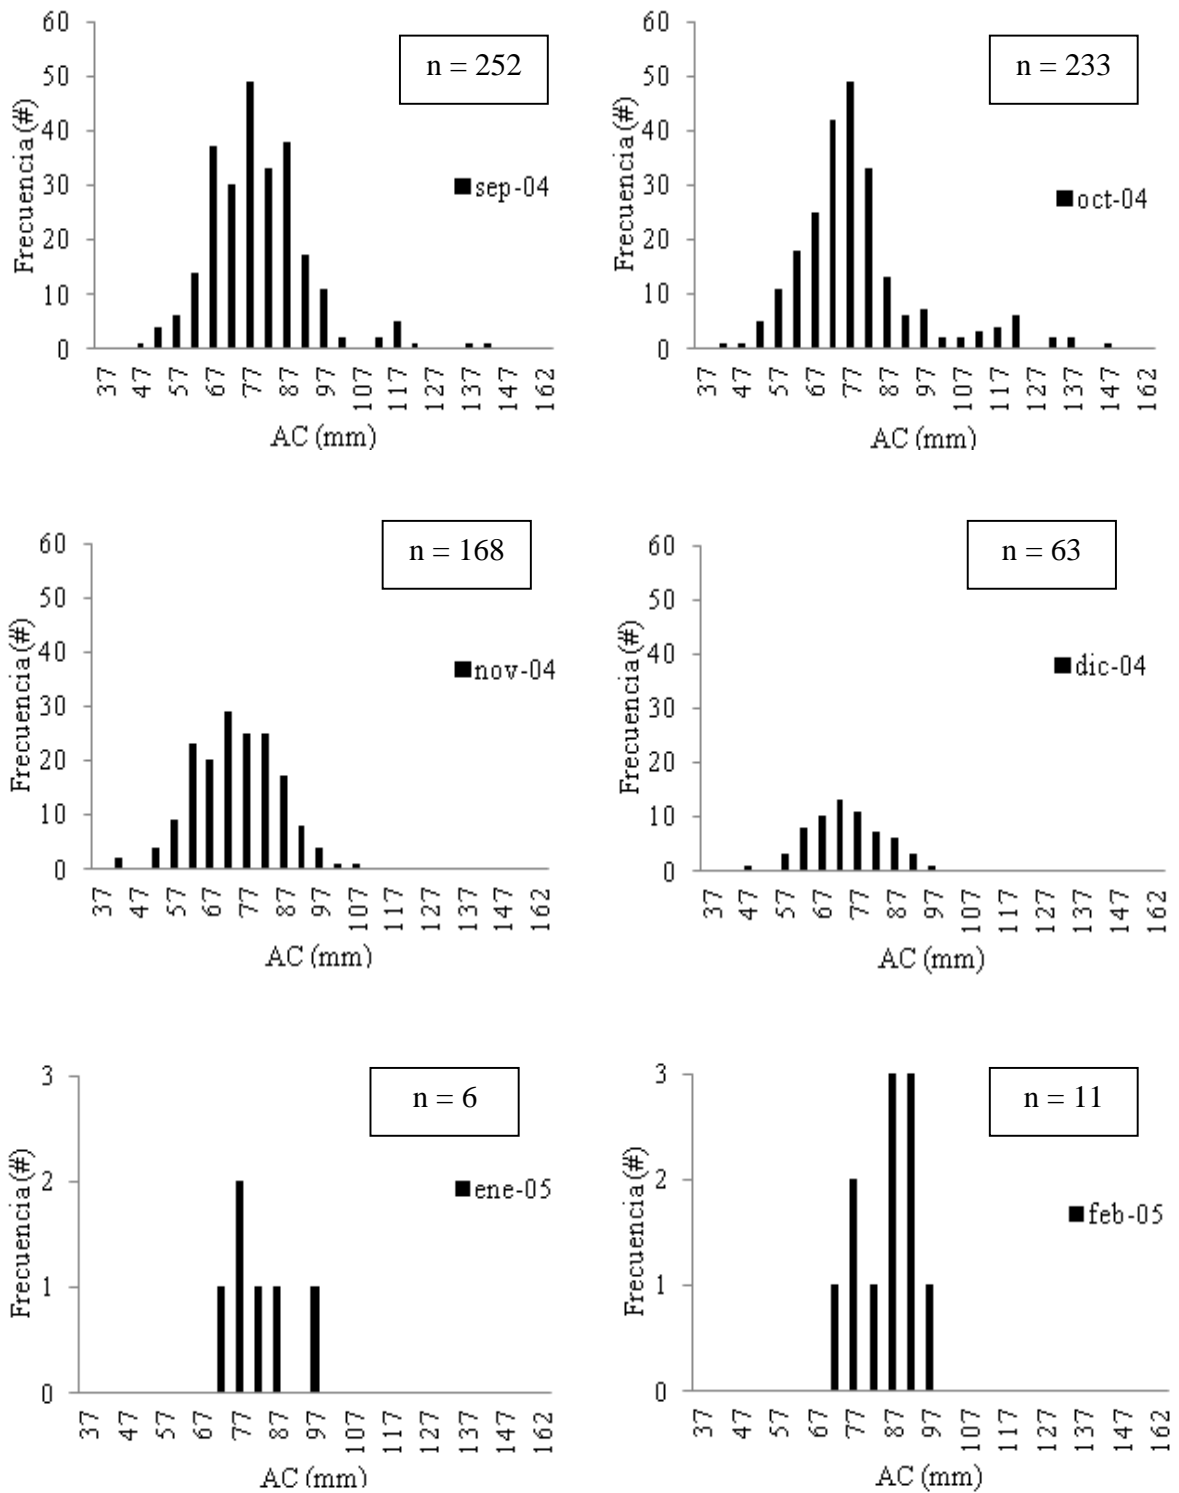 n = 252
60
50
40
30
20
10
0
Frecuencia (#)
sep-04
37 47 57 67 77 87 97 107 117 127 137 147 162
AC (mm)
n = 233
60
50
40
30
20
10
0
Frecuencia (#)
oct-04
37 47 57 67 77 87 97 107 117 127 137 147 162
AC (mm)
n = 168
60
50
40
30
20
10
0
Frecuencia (#)
nov-04
37 47 57 67 77 87 97 107 117 127 137 147 162
AC (mm)
n = 63
60
50
40
30
20
10
0
Frecuencia (#)
dic-04
37 47 57 67 77 87 97 107 117 127 137 147 162
AC (mm)
n = 6
3
2
1
0
Frecuencia (#)
ene-05
37 47 57 67 77 87 97 107 117 127 137 147 162
AC (mm)
n = 11
3
2
1
0
Frecuencia (#)
feb-05
37 47 57 67 77 87 97 107 117 127 137 147 162
AC (mm)